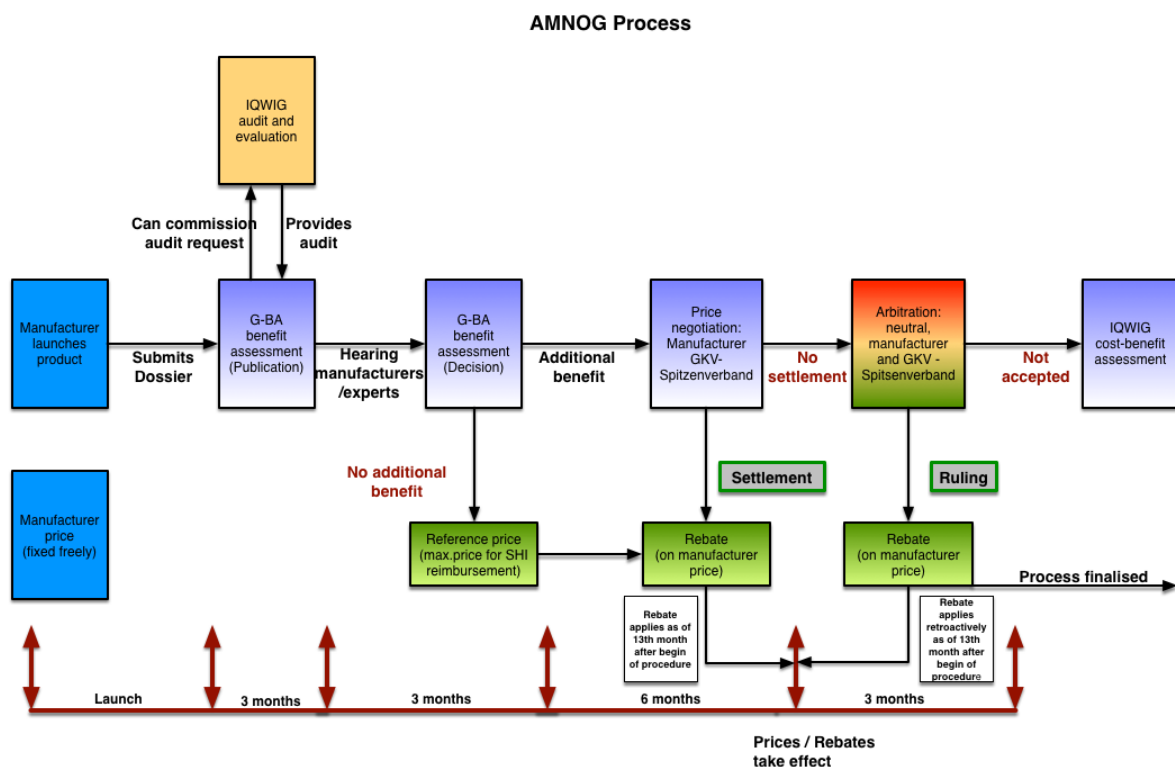 AMNOG Process
IQWIG
audit and
evaluation
Can commission
audit request
Provides
audit
Manufacturer
launches
product
Submits
Dossier
G-BA
benefit
assessment
(Publication)
Hearing
manufacturers
/experts
G-BA
benefit
assessment
(Decision)
Additional
benefit
Price
negotiation:
Manufacturer
GKV-
Spitzenverband
No
settlement
Arbitration:
neutral,
manufacturer
and GKV -
Spitsenverband
Not
accepted
IQWIG
cost-benefit
assessment
No additional
benefit
Settlement
Ruling
Manufacturer
price
(fixed freely)
Reference price
(max.price for SHI
reimbursement)
Rebate
(on manufacturer
price)
Rebate
(on manufacturer
price)
Process finalised
Rebate
applies as of
13th month
after begin
of procedure
Rebate
applies
retroactively
as of 13th
month after
begin of
procedure
Launch
3 months
3 months
6 months
3 months
Prices / Rebates
take effect